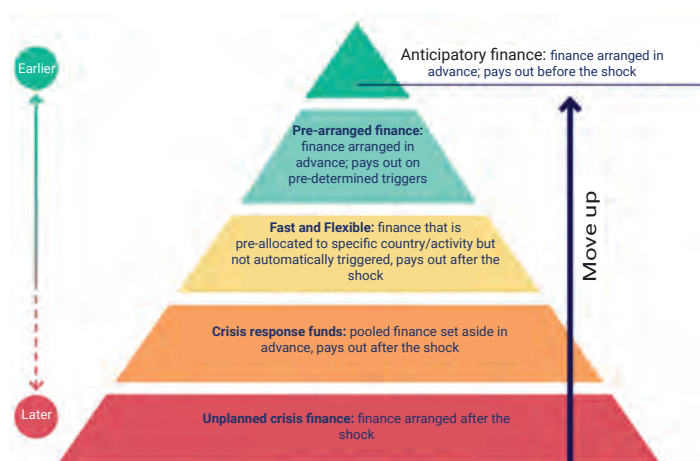 Earlier
Anticipatory finance: finance arranged in
advance; pays out before the shock
Pre-arranged finance:
finance arranged in
advance; pays out on
pre-determined triggers
Fast and Flexible: finance that is
pre-allocated to specific country/activity but
not automatically triggered, pays out after the
shock
Move up
Crisis response funds: pooled finance set aside in
advance, pays out after the shock
Later
Unplanned crisis finance: finance arranged after the
shock